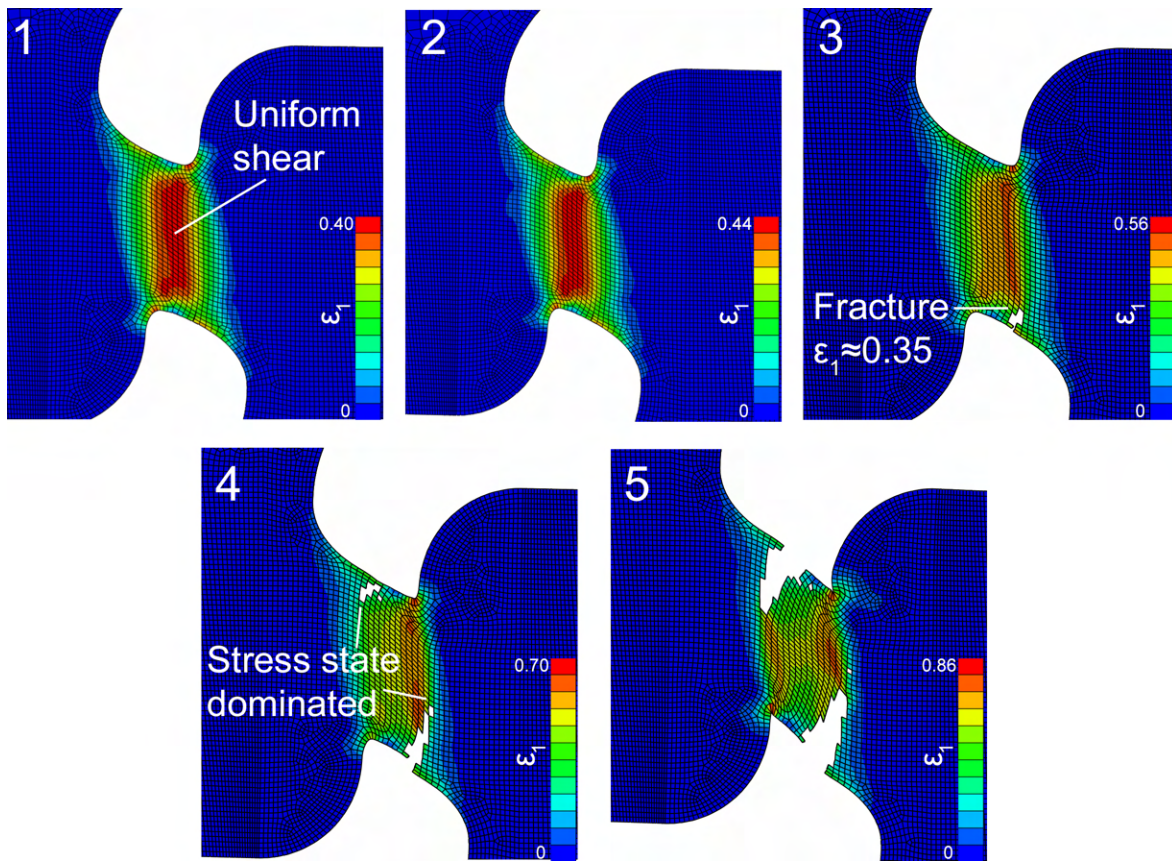 1
Uniform
shear
0.40
ε₁
0
2
0.44
ε₁
0
3
0.56
Fracture
ε₁≈0.35
ε₁
0
4
Stress state
dominated
0.70
ε₁
0
5
0.86
ε₁
0